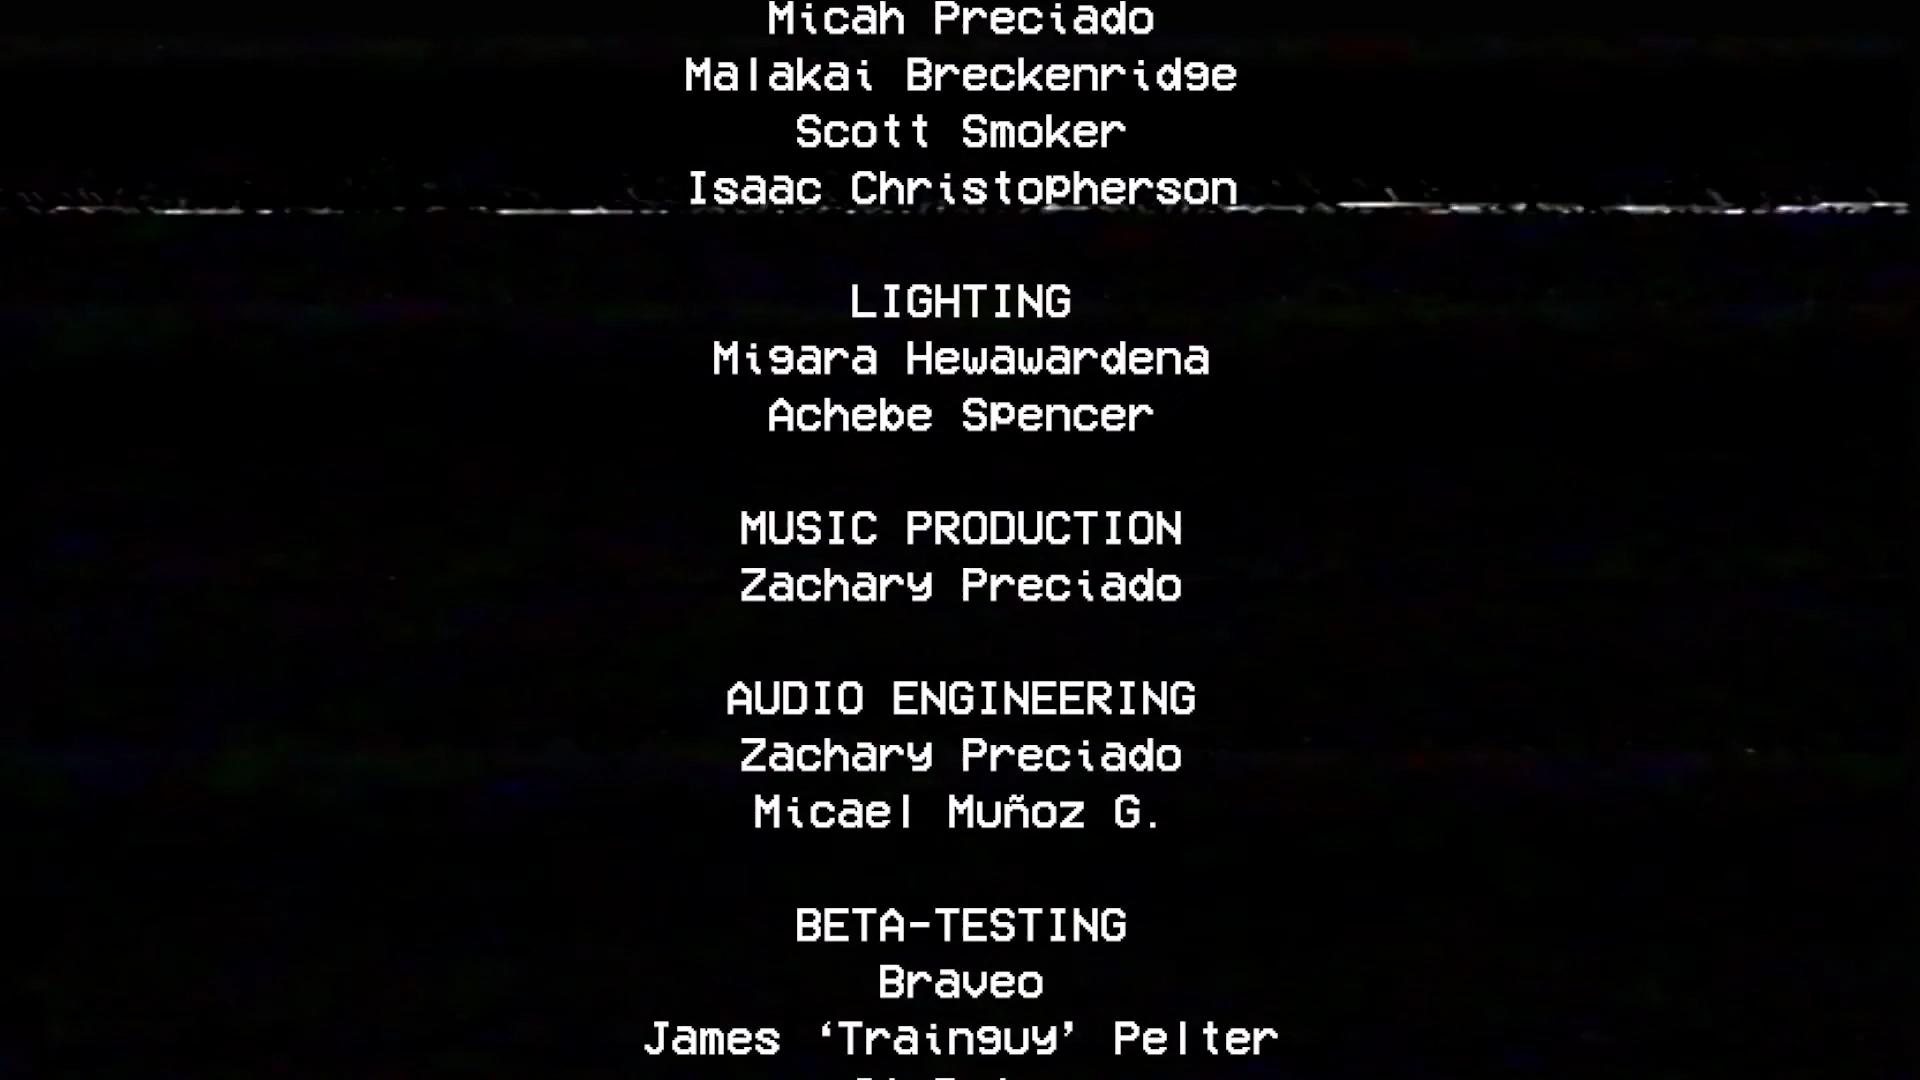 Micah Preciado
Malakai Breckenridge
Scott Smoker
Isaac Christopherson
LIGHTING
Migara Hewawardena
Achebe Spencer
MUSIC PRODUCTION
Zachary Preciado
AUDIO ENGINEERING
Zachary Preciado
Micael Muñoz G.
BETA-TESTING
Braveo
James ‘Trainguy’ Pelter